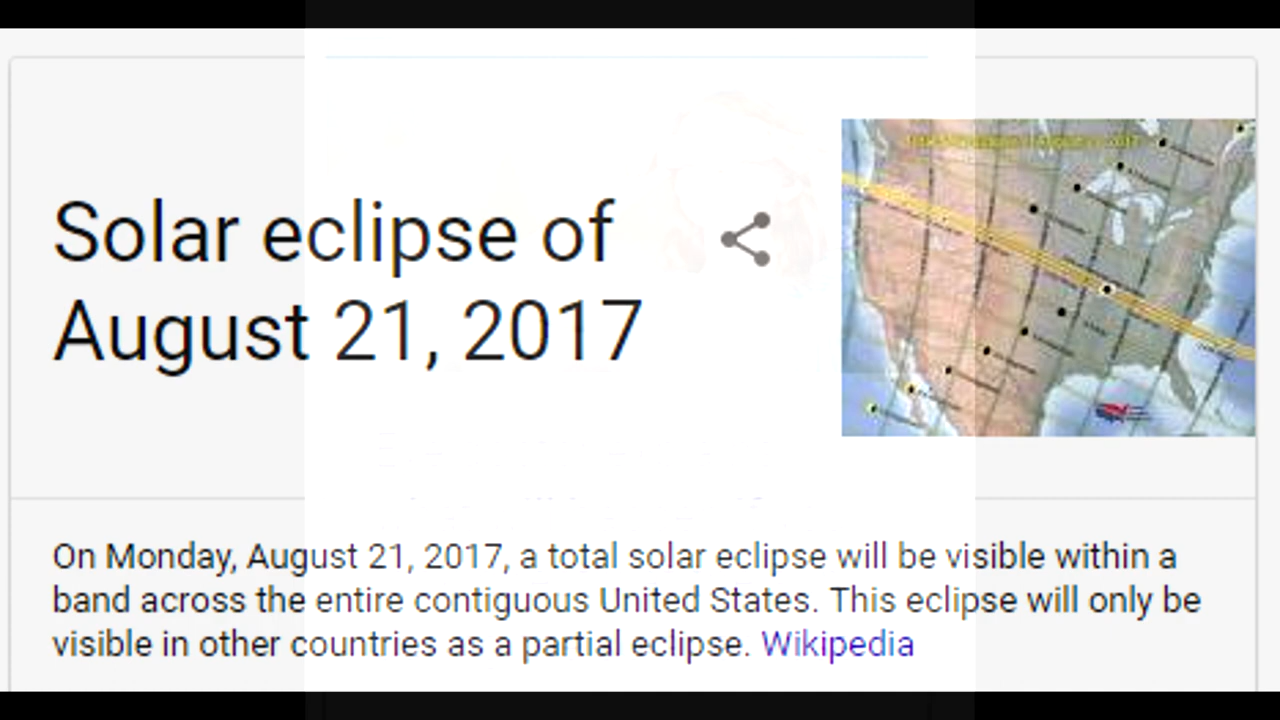 Solar eclipse of
August 21, 2017
On Monday, August 21, 2017, a total solar eclipse will be visible within a
band across the entire contiguous United States. This eclipse will only be
visible in other countries as a partial eclipse. Wikipedia